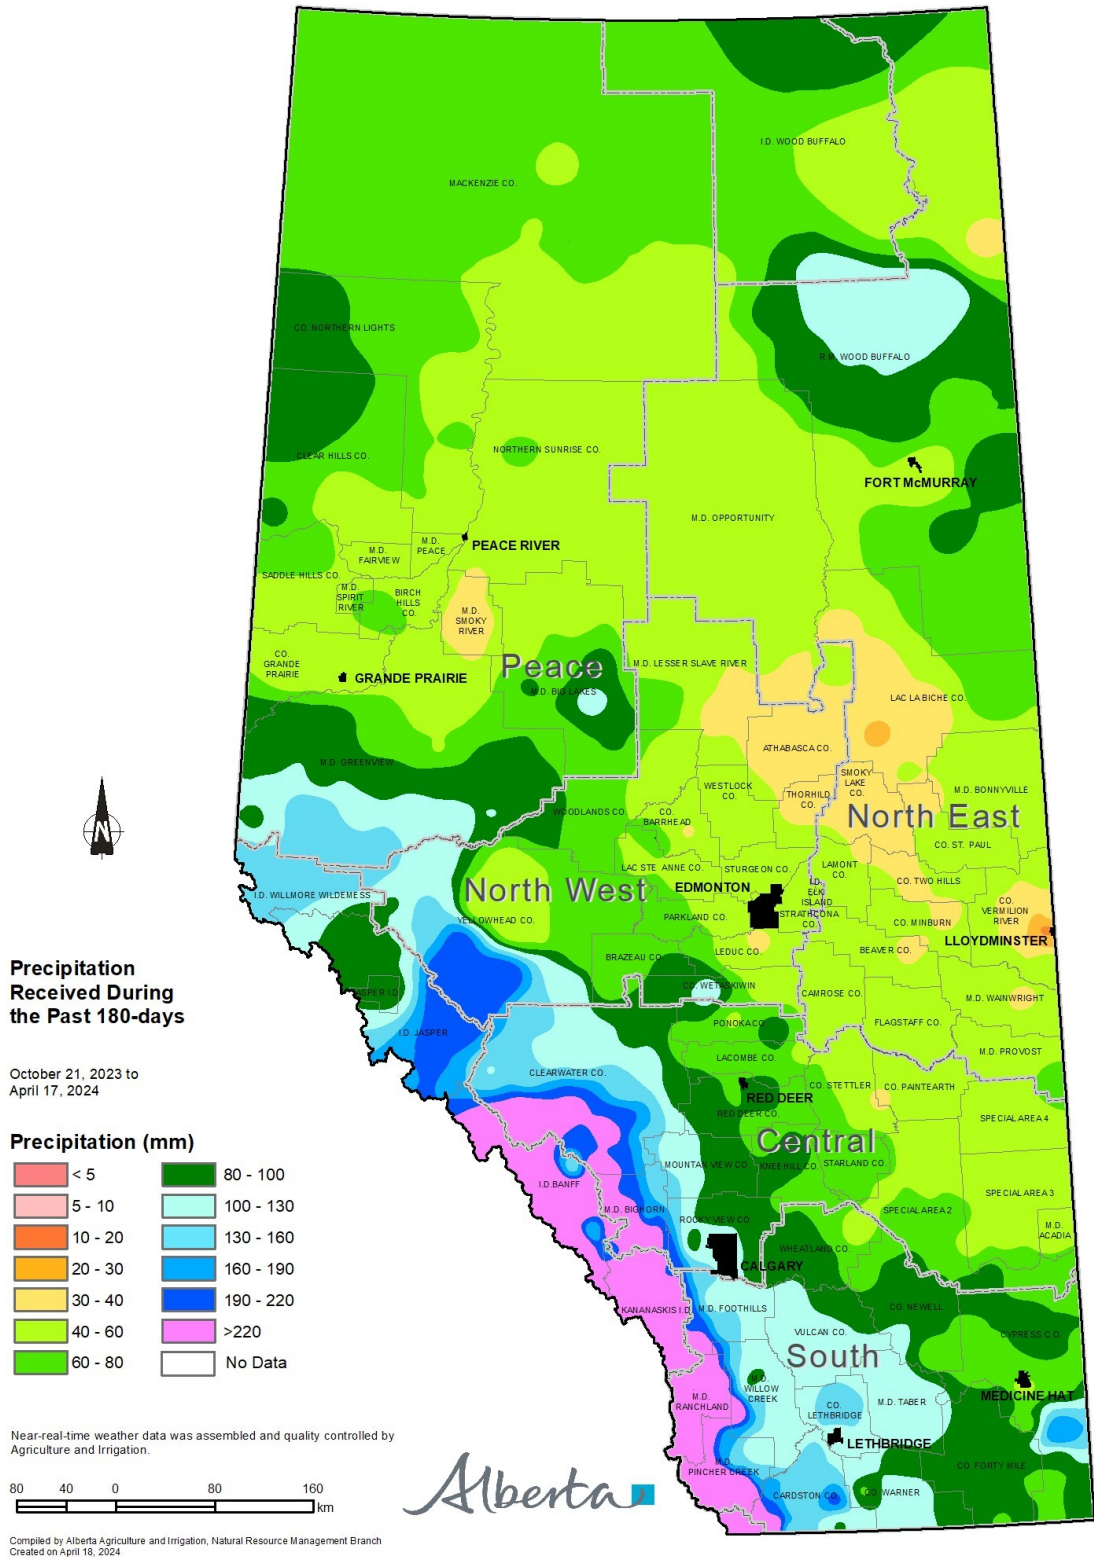 I.D. WOOD BUFFALO
MACKENZIE CO.
CO. NORTHERN LIGHTS
R.M. WOOD BUFFALO
CLEAR HILLS CO.
NORTHERN SUNRISE CO.
FORT McMURRAY
M.D. OPPORTUNITY
M.D.
PEACE
PEACE RIVER
M.D.
FAIRVIEW
SADDLE HILLS CO.
M.D.
SPIRIT
RIVER
BIRCH
HILLS
CO.
M.D.
SMOKY
RIVER
CO.
GRANDE
PRAIRIE
GRANDE PRAIRIE
Peace
M.D. BIG LAKES
M.D. LESSER SLAVE RIVER
LAC LA BICHE CO.
M.D. GREENVIEW
ATHABASCA CO.
WOODLANDS CO.
CO.
BARRHEAD
WESTLOCK
CO.
THORHILD
CO.
SMOKY
LAKE
CO.
M.D. BONNYVILLE
North East
CO. ST. PAUL
N
I.D. WILLMORE WILDERNESS
North West
YELLOWHEAD CO.
LAC STE ANNE CO.
STURGEON CO.
EDMONTON
PARKLAND CO.
I.D.
ELK
ISLAND
STRATHCONA
CO.
LAMONT
CO.
CO. TWO HILLS
CO. MINBURN
CO.
VERMILION
RIVER
LLOYDMINSTER
BRAZEAU CO.
LEDUC CO.
BEAVER CO.
JASPER I.D.
CO. WETASKIWIN
CAMROSE CO.
M.D. WAINWRIGHT
I.D. JASPER
PONOKA CO.
FLAGSTAFF CO.
CLEARWATER CO.
LACOMBE CO.
M.D. PROVOST
RED DEER
RED DEER CO.
CO. STETTLER
CO. PAINTEARTH
SPECIAL AREA 4
Central
MOUNTAIN VIEW CO.
KNEEHILL CO.
STARLAND CO.
I.D. BANFF
M.D. BIGHORN
ROCKY VIEW CO.
SPECIAL AREA 2
SPECIAL AREA 3
M.D.
ACADIA
WHEATLAND CO.
CALGARY
KANANASKIS I.D.
M.D. FOOTHILLS
CO. NEWELL
VULCAN CO.
CYPRESS CO.
South
M.D.
RANCHLAND
M.D.
WILLOW
CREEK
CO.
LETHBRIDGE
M.D. TABER
MEDICINE HAT
LETHBRIDGE
M.D.
PINCHER CREEK
CO. FORTY MILE
CARDSTON CO.
CO. WARNER
Precipitation
Received During
the Past 180-days
October 21, 2023 to
April 17, 2024
Precipitation (mm)
< 5
5 - 10
10 - 20
20 - 30
30 - 40
40 - 60
60 - 80
80 - 100
100 - 130
130 - 160
160 - 190
190 - 220
>220
No Data
Near-real-time weather data was assembled and quality controlled by
Agriculture and Irrigation.
80 40 0 80 160
km
Alberta
Compiled by Alberta Agriculture and Irrigation, Natural Resource Management Branch
Created on April 18, 2024